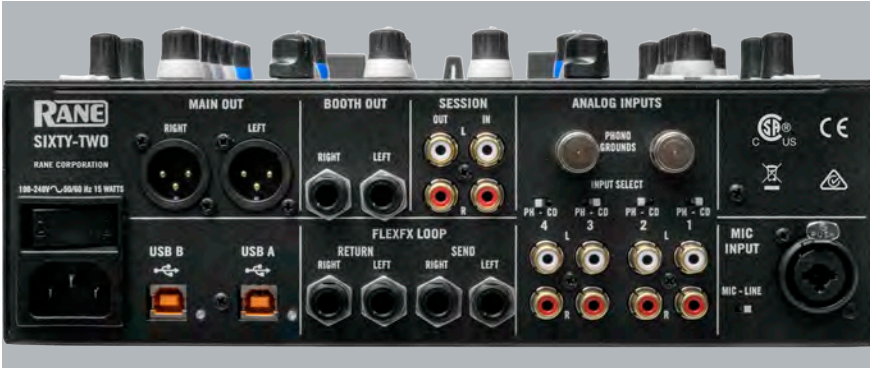 RANE
SIXTY-TWO
RANE CORPORATION
100-240V 50/60 Hz 15 WATTS
MAIN OUT
RIGHT LEFT
USB B USB A
BOOTH OUT
RIGHT LEFT
SESSION
OUT L IN
R
FLEXFX LOOP
RETURN SEND
RIGHT LEFT RIGHT LEFT
ANALOG INPUTS
PHONO
GROUNDS
INPUT SELECT
PH - CD PH - CD PH - CD PH - CD
4 3 2 1
L L
R R
C SA ® US
CE
MIC
INPUT
PUSH
MIC - LINE